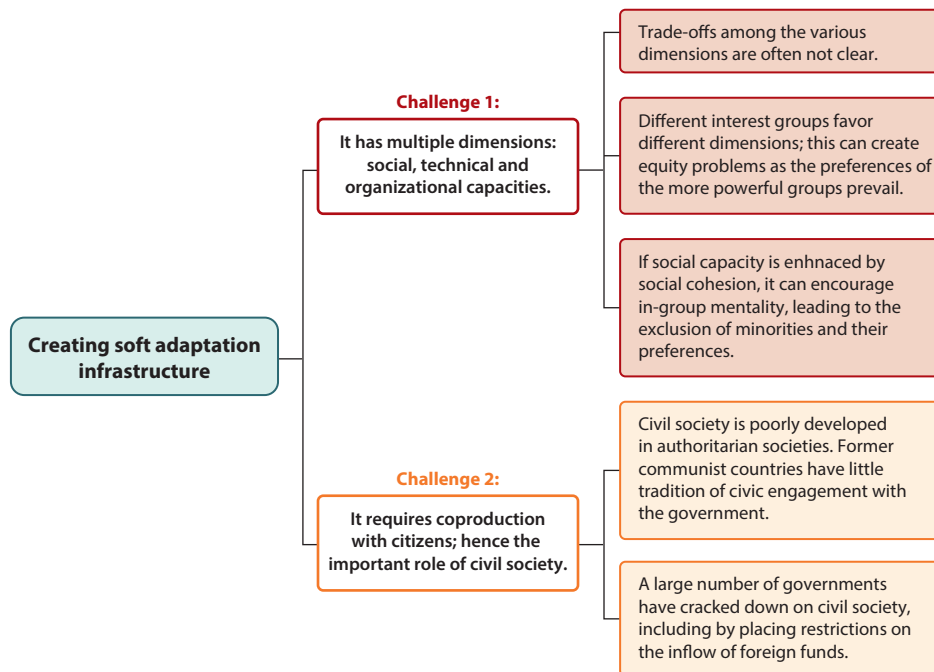 Creating soft adaptation
infrastructure
Challenge 1:
It has multiple dimensions:
social, technical and
organizational capacities.
Trade-offs among the various
dimensions are often not clear.
Different interest groups favor
different dimensions; this can create
equity problems as the preferences of
the more powerful groups prevail.
If social capacity is enhnaced by
social cohesion, it can encourage
in-group mentality, leading to the
exclusion of minorities and their
preferences.
Challenge 2:
It requires coproduction
with citizens; hence the
important role of civil society.
Civil society is poorly developed
in authoritarian societies. Former
communist countries have little
tradition of civic engagement with
the government.
A large number of governments
have cracked down on civil society,
including by placing restrictions on
the inflow of foreign funds.